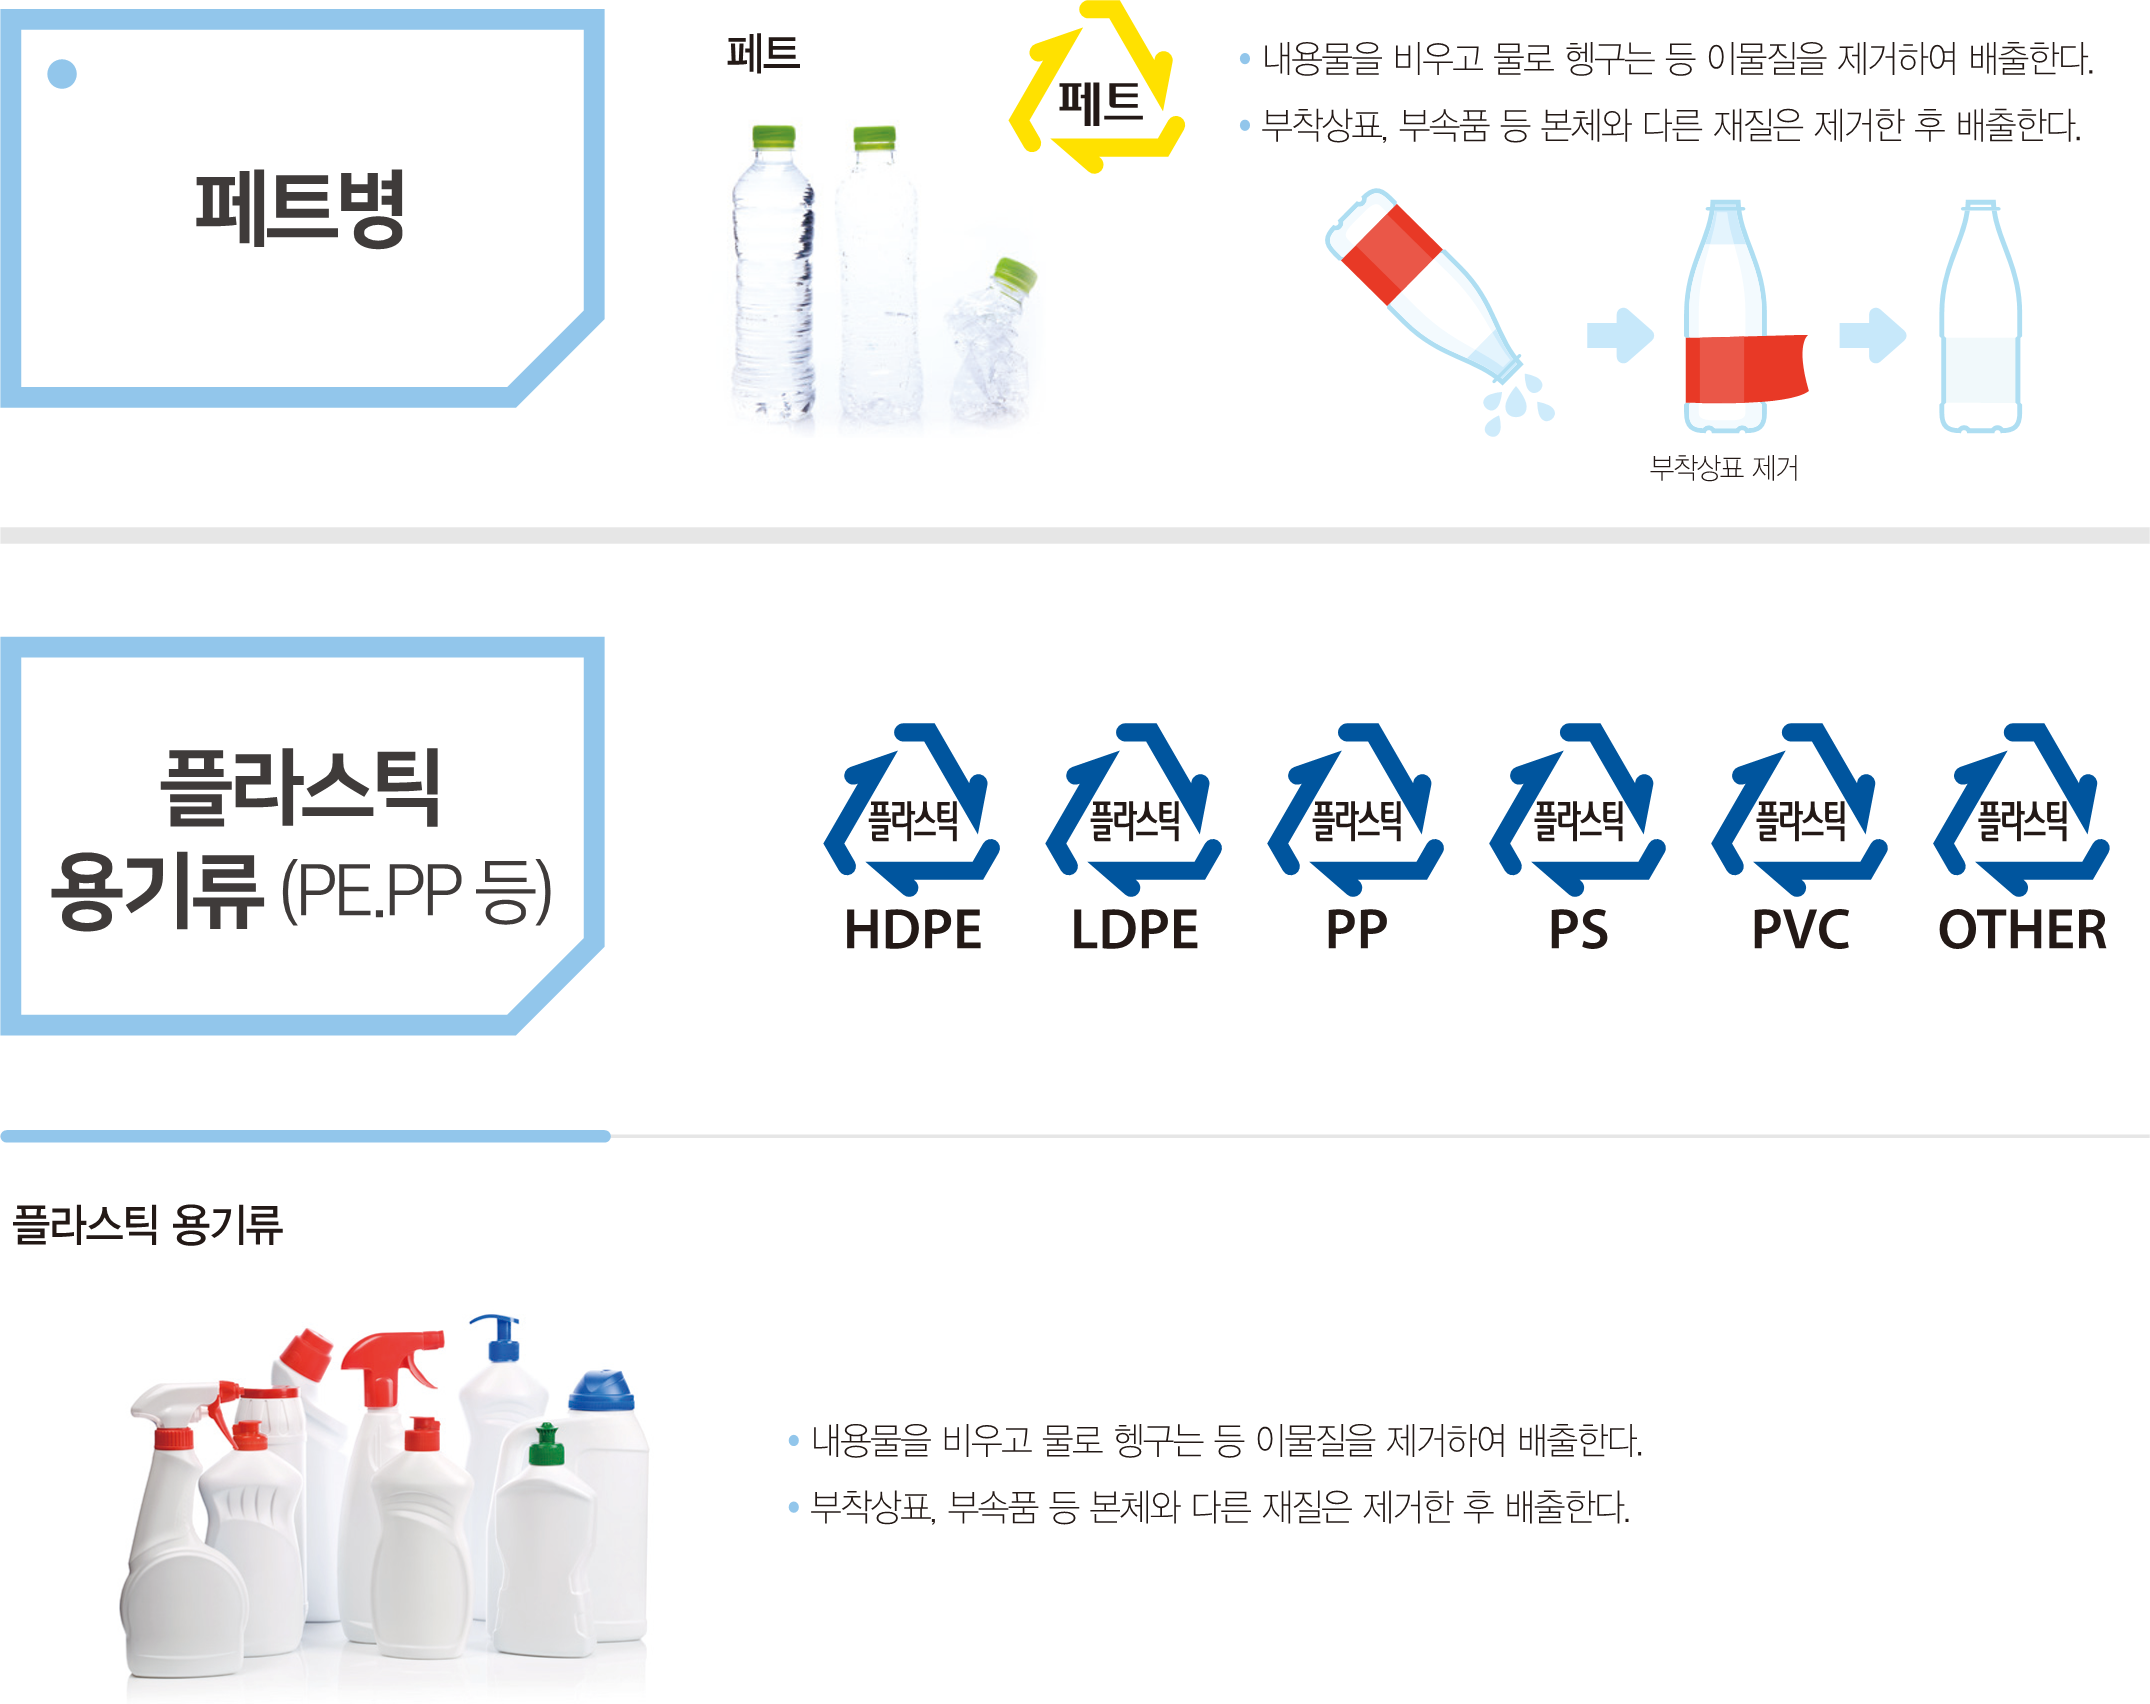 페트병
페트
페트
내용물을 비우고 물로 헹구는 등 이물질을 제거하여 배출한다.
부착상표, 부속품 등 본체와 다른 재질은 제거한 후 배출한다.
부착상표 제거
플라스틱
용기류 (PE.PP 등)
플라스틱
HDPE
플라스틱
LDPE
플라스틱
PP
플라스틱
PS
플라스틱
PVC
플라스틱
OTHER
플라스틱 용기류
내용물을 비우고 물로 헹구는 등 이물질을 제거하여 배출한다.
부착상표, 부속품 등 본체와 다른 재질은 제거한 후 배출한다.